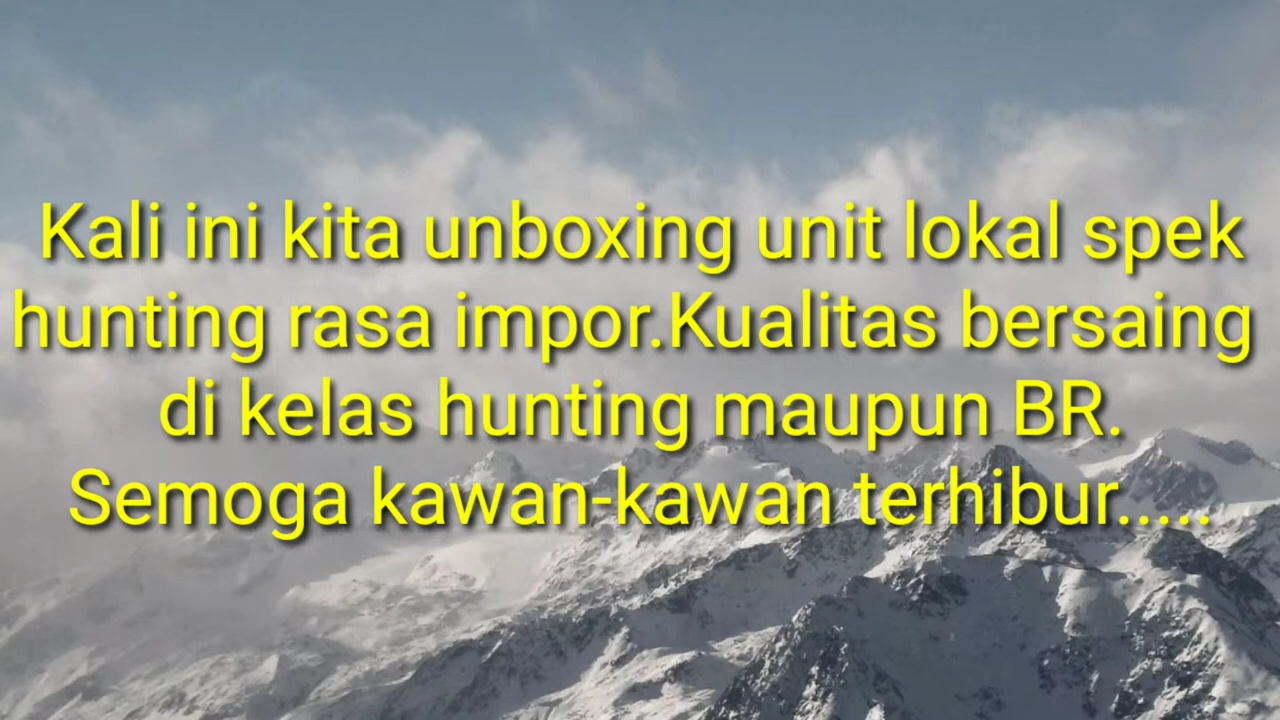 Kali ini kita unboxing unit lokal spek
hunting rasa impor.Kualitas bersaing
di kelas hunting maupun BR.
Semoga kawan-kawan terhibur.....